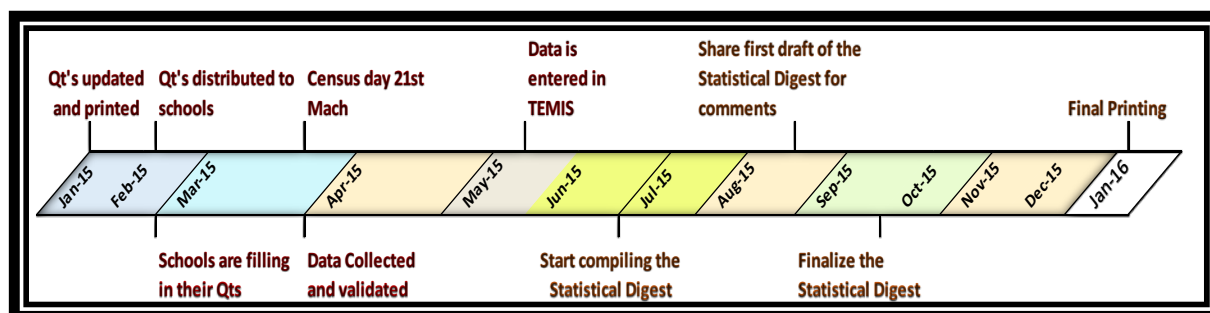 Qt's updated
and printed
Qt's distributed to
schools
Census day 21st
Mach
Data is
entered in
TEMIS
Share first draft of the
Statistical Digest for
comments
Final Printing
Jan-15
Feb-15
Mar-15
Apr-15
May-15
Jun-15
Jul-15
Aug-15
Sep-15
Oct-15
Nov-15
Dec-15
Jan-16
Schools are filling
in their Qts
Data Collected
and validated
Start compiling the
Statistical Digest
Finalize the
Statistical Digest